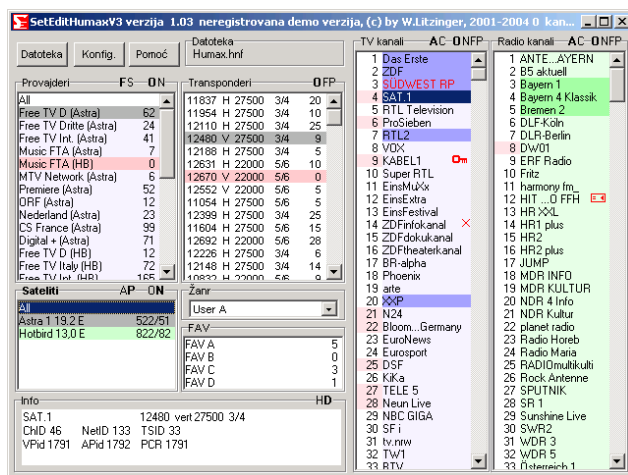 SetEditHumaxV3 verzija 1.03 neregistrovana demo verzija, (c) by W.Litzinger, 2001-2004 0 kan...
Datoteka Konfig. Pomoć
Datoteka
Humax.hnf
Provajderi FS ON
All
Free TV D (Astra) 62
Free TV Dritte (Astra) 24
Free TV Int. (Astra) 41
Music FTA (Astra) 7
Music FTA (HB) 0
MTV Network (Astra) 6
Premiere (Astra) 52
ORF (Astra) 12
Nederland (Astra) 23
CS France (Astra) 99
Digital + (Astra) 71
Free TV D (HB) 12
Free TV Italy (HB) 72
Free TV Int. (HB) 165
Transponderi OFP
11837 H 27500 3/4 20
11954 H 27500 3/4 10
12110 H 27500 3/4 25
12480 V 27500 3/4 9
12188 H 27500 3/4 5
12631 H 22000 5/6 10
12670 V 22000 5/6 0
12552 V 22000 5/6 5
11054 H 27500 5/6 5
12399 H 27500 3/4 25
11604 H 27500 5/6 15
12692 H 22000 5/6 28
12226 H 27500 3/4 6
12148 H 27500 3/4 14
10832 H 22000 5/6 9
Sateliti AP ON
All
Astra 1 19.2 E 522/51
Hotbird 13,0 E 822/82
Žanr
User A
FAV
FAV A 5
FAV B 0
FAV C 3
FAV D 1
Info HD
SAT.1 12480 vert 27500 3/4
ChID 46 NetID 133 TSID 33
VPid 1791 APid 1792 PCR 1791
TV kanali AC ONFP
1 Das Erste
2 ZDF
3 SÜDWEST RP
4 SAT.1
5 RTL Television
6 ProSieben
7 RTL2
8 VOX
9 KABEL1
10 Super RTL
11 EinsMuXx
12 EinsExtra
13 EinsFestival
14 ZDFinfokanal
15 ZDFdokukanal
16 ZDFtheaterkanal
17 BR-alpha
18 Phoenix
19 arte
20 XXP
21 N24
22 Bloom...Germany
23 EuroNews
24 Eurosport
25 DSF
26 KiKa
27 TELE 5
28 Neun Live
29 NBC GIGA
30 SF i
31 tv.nrw
32 TW1
33 RTV
Radio kanali AC ONFP
1 ANTE...AYERN
2 B5 aktuell
3 Bayern 1
4 Bayern 4 Klassik
5 Bremen 2
6 DLF-Köln
7 DLR-Berlin
8 DW01
9 ERF Radio
10 Fritz
11 harmony fm_
12 HIT ...O FFH
13 HR XXL
14 HR1 plus
15 HR2
16 HR2 plus
17 JUMP
18 MDR INFO
19 MDR KULTUR
20 NDR 4 Info
21 NDR Kultur
22 planet radio
23 Radio Horeb
24 Radio Maria
25 RADIOmultikulti
26 Rock Antenne
27 SPUTNIK
28 SR 1
29 Sunshine Live
30 SWR2
31 WDR 3
32 WDR 5
33 Österreich 1